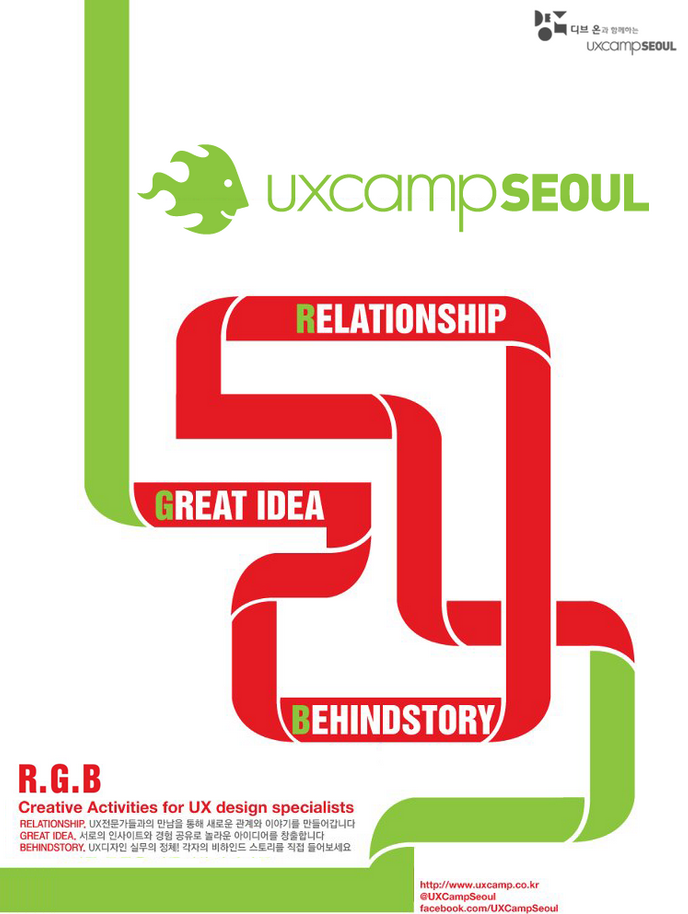 디브 온과 함께하는
uxcampSEOUL
uxcampSEOUL
RELATIONSHIP
GREAT IDEA
BEHINDSTORY
R.G.B
Creative Activities for UX design specialists
RELATIONSHIP, UX전문가들과의 만남을 통해 새로운 관계와 이야기를 만들어갑니다
GREAT IDEA, 서로의 인사이트와 경험 공유로 놀라운 아이디어를 창출합니다
BEHINDSTORY, UX디자인 실무의 정체! 각자의 비하인드 스토리를 직접 들어보세요
http://www.uxcamp.co.kr
@UXCampSeoul
facebook.com/UXCampSeoul